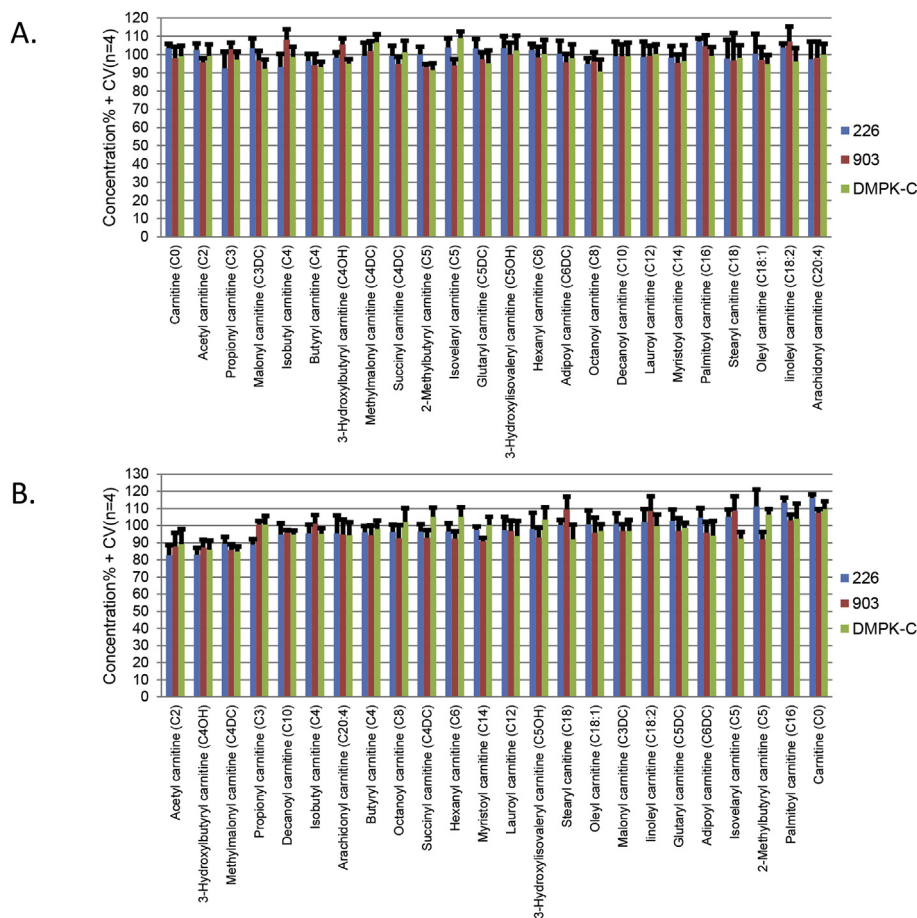 A.
Concentration% + CV(n=4)
120
110
100
90
80
70
60
50
40
30
20
10
0
226
903
DMPK-C
Carnitine (C0)
Acetyl carnitine (C2)
Propionyl carnitine (C3)
Malonyl carnitine (C3DC)
Isobutyl carnitine (C4)
Butyryl carnitine (C4)
3-Hydroxylbutyryl carnitine (C4OH)
Methylmalonyl carnitine (C4DC)
Succinyl carnitine (C4DC)
2-Methylbutyryl carnitine (C5)
Isovelaryl carnitine (C5)
Glutaryl carnitine (C5DC)
3-Hydroxylisovaleryl carnitine (C5OH)
Hexanyl carnitine (C6)
Adipoyl carnitine (C6DC)
Octanoyl carnitine (C8)
Decanoyl carnitine (C10)
Lauroyl carnitine (C12)
Myristoyl carnitine (C14)
Palmitoyl carnitine (C16)
Stearyl canitine (C18)
Oleyl carnitine (C18:1)
linoleyl carnitine (C18:2)
Arachidonyl carnitine (C20:4)
B.
Concentration% + CV(n=4)
130
120
110
100
90
80
70
60
50
40
30
20
10
0
226
903
DMPK-C
Acetyl carnitine (C2)
3-Hydroxylbutyryl carnitine (C4OH)
Methylmalonyl carnitine (C4DC)
Propionyl carnitine (C3)
Decanoyl carnitine (C10)
Isobutyl carnitine (C4)
Arachidonyl carnitine (C20:4)
Butyryl carnitine (C4)
Octanoyl carnitine (C8)
Succinyl carnitine (C4DC)
Hexanyl carnitine (C6)
Myristoyl carnitine (C14)
Lauroyl carnitine (C12)
3-Hydroxylisovaleryl carnitine (C5OH)
Stearyl canitine (C18)
Oleyl carnitine (C18:1)
Malonyl carnitine (C3DC)
linoleyl carnitine (C18:2)
Glutaryl carnitine (C5DC)
Adipoyl carnitine (C6DC)
Isovelaryl carnitine (C5)
2-Methylbutyryl carnitine (C5)
Palmitoyl carnitine (C16)
Carnitine (C0)